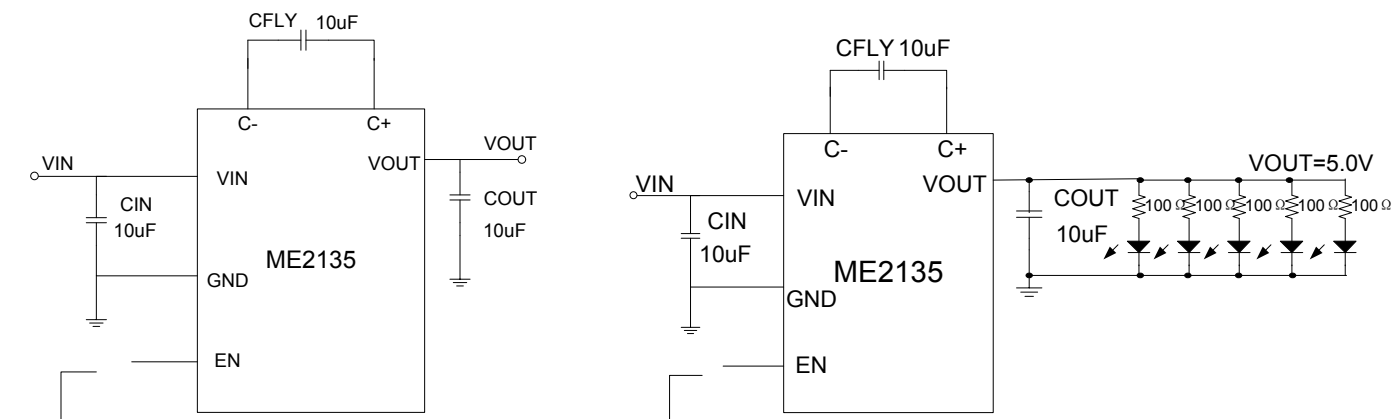 CFLY 10uF
C- C+
VIN
VIN
VOUT
VOUT
CIN
10uF
COUT
10uF
ME2135
GND
EN
CFLY 10uF
C- C+
VIN
VIN
VOUT
VOUT=5.0V
CIN
10uF
COUT
10uF
100 Ω 100 Ω 100 Ω 100 Ω 100 Ω
ME2135
GND
EN